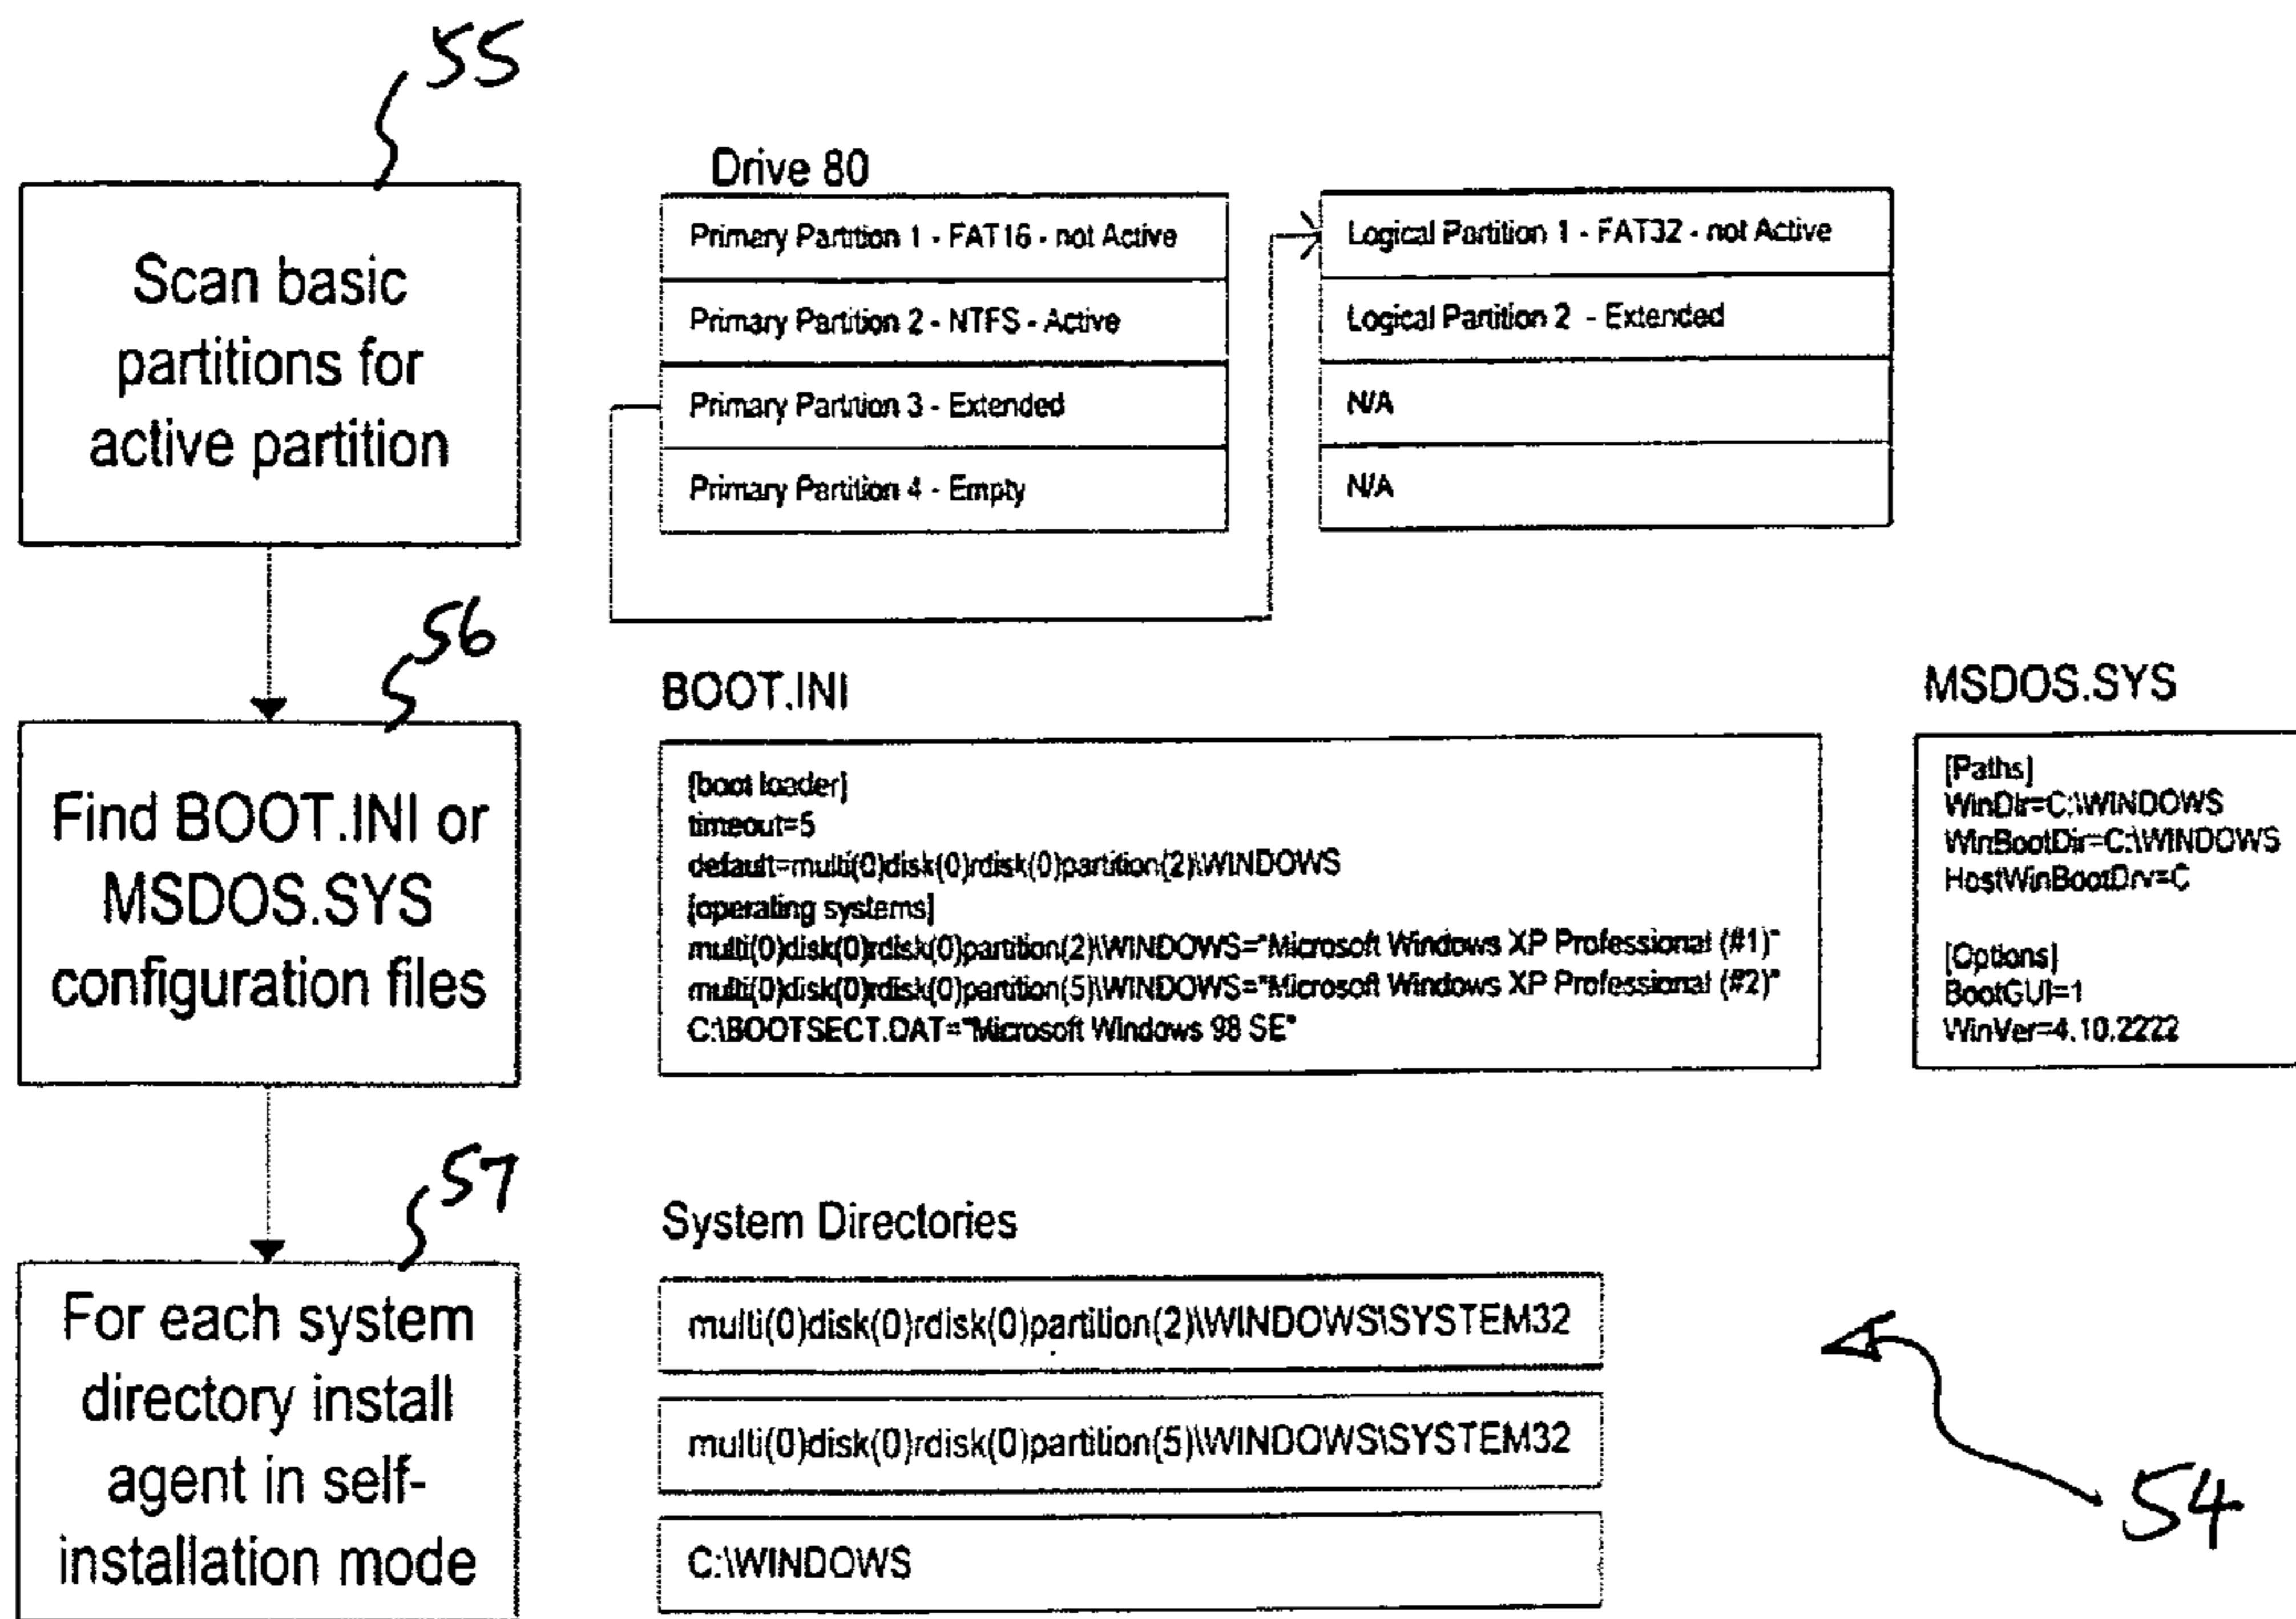 55
Scan basic
partitions for
active partition
Drive 80
Primary Partition 1 - FAT16 - not Active
Primary Partition 2 - NTFS - Active
Primary Partition 3 - Extended
Primary Partition 4 - Empty
Logical Partition 1 - FAT32 - not Active
Logical Partition 2 - Extended
N/A
N/A
56
Find BOOT.INI or
MSDOS.SYS
configuration files
BOOT.INI
[boot loader]
timeout=5
default=multi(0)disk(0)rdisk(0)partition(2)\WINDOWS
[operating systems]
multi(0)disk(0)rdisk(0)partition(2)\WINDOWS="Microsoft Windows XP Professional (#1)"
multi(0)disk(0)rdisk(0)partition(5)\WINDOWS="Microsoft Windows XP Professional (#2)"
C:\BOOTSECT.DAT="Microsoft Windows 98 SE"
MSDOS.SYS
[Paths]
WinDir=C:\WINDOWS
WinBootDir=C:\WINDOWS
HostWinBootDrv=C
[Options]
BootGUI=1
WinVer=4.10.2222
57
For each system
directory install
agent in self-
installation mode
System Directories
multi(0)disk(0)rdisk(0)partition(2)\WINDOWS\SYSTEM32
multi(0)disk(0)rdisk(0)partition(5)\WINDOWS\SYSTEM32
C:\WINDOWS
54